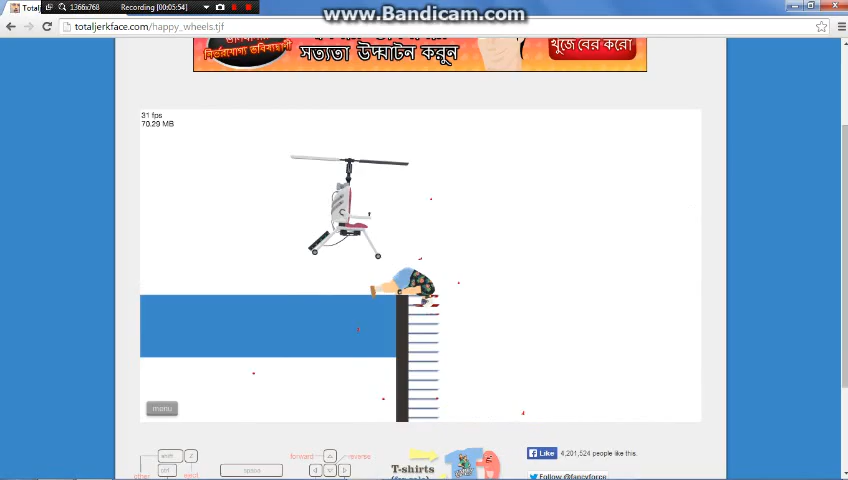 Totalj
1366x768
Recording [00:05:54]
www.Bandicam.com
totaljerkface.com/happy_wheels.tjf
সত্যতা উদ্ঘাটন করুন
খুঁজে বের করো
31 fps
70.29 MB
menu
shift
Z
ctrl
space
forward
reverse
T-shirts
Like
4,201,524 people like this.
Follow @fancyforce